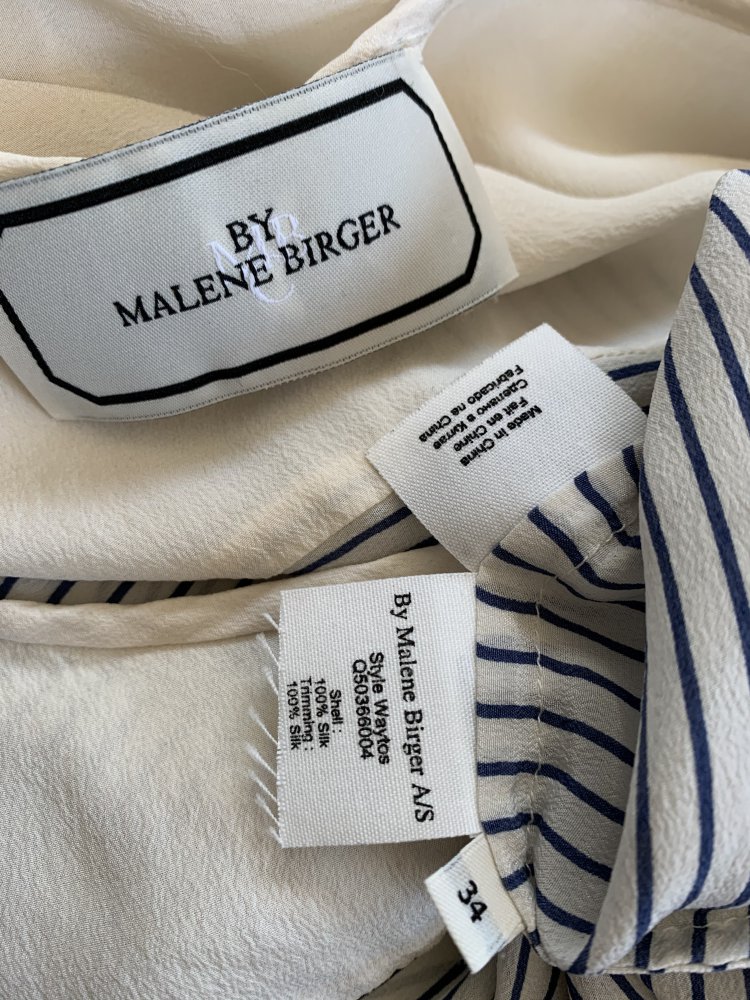 BY
MALENE BIRGER
Made in China
Fait en Chine
Сделано в Китае
Fabricado na China
By Malene Birger A/S
Style Waytos
Q50366004
Shell :
100% Silk
Trimming :
100% Silk
34